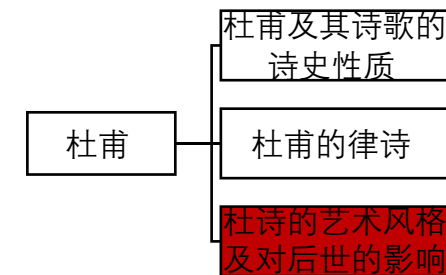 杜甫及其诗歌的
诗史性质
杜甫
杜甫的律诗
杜诗的艺术风格
及对后世的影响